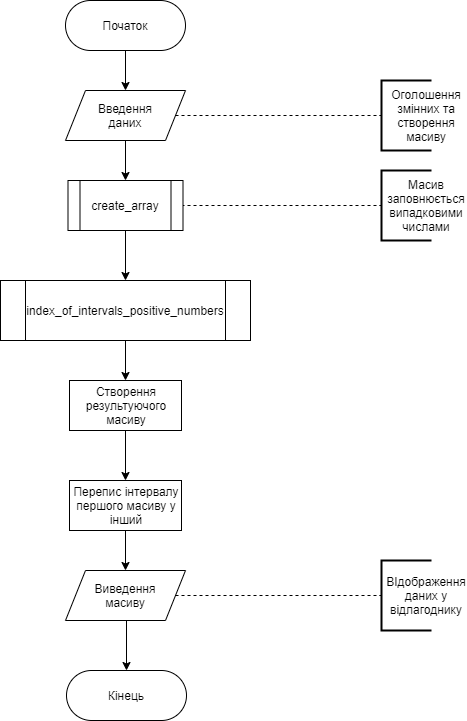 Початок
Введення
даних
Оголошення
змінних та
створення
масиву
create_array
Масив
заповнюється
випадковими
числами
index_of_intervals_positive_numbers
Створення
результуючого
масиву
Перепис інтервалу
першого масиву у
інший
Виведення
масиву
ВІдображення
даних у
відлагоднику
Кінець